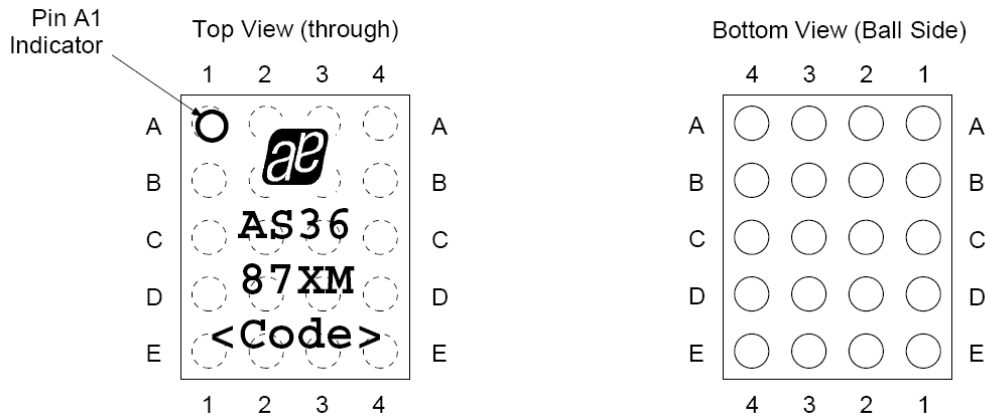 Pin A1
Indicator
Top View (through)
1 2 3 4
A A
B B
C C
D D
E E
1 2 3 4
ae
AS36
87XM
<Code>
Bottom View (Ball Side)
4 3 2 1
A A
B B
C C
D D
E E
4 3 2 1